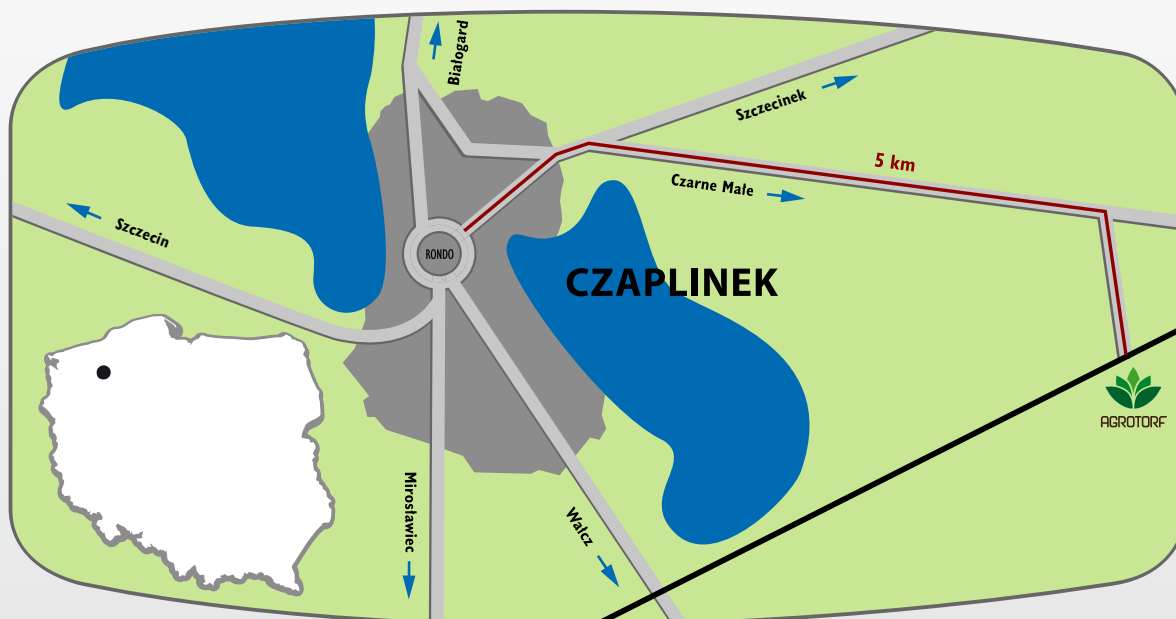 Białogard
Szczecinek
5 km
Czarne Małe
Szczecin
RONDO
CZAPLINEK
AGROTORF
Mirosławiec
Wałcz